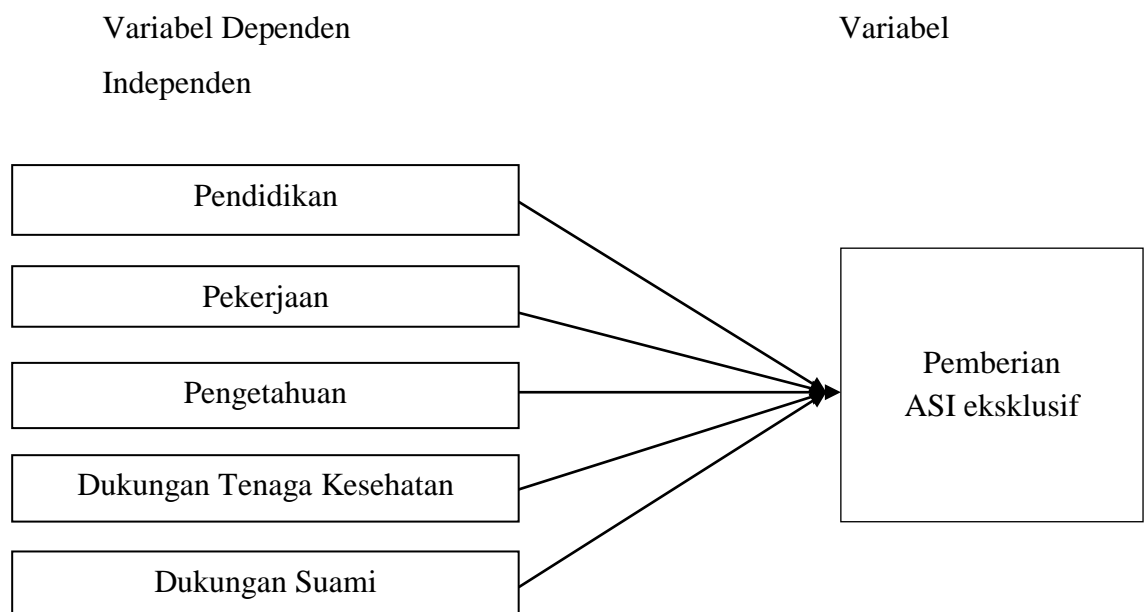 Variabel Dependen Variabel
Independen
Pendidikan
Pekerjaan
Pengetahuan
Dukungan Tenaga Kesehatan
Dukungan Suami
Pemberian
ASI eksklusif